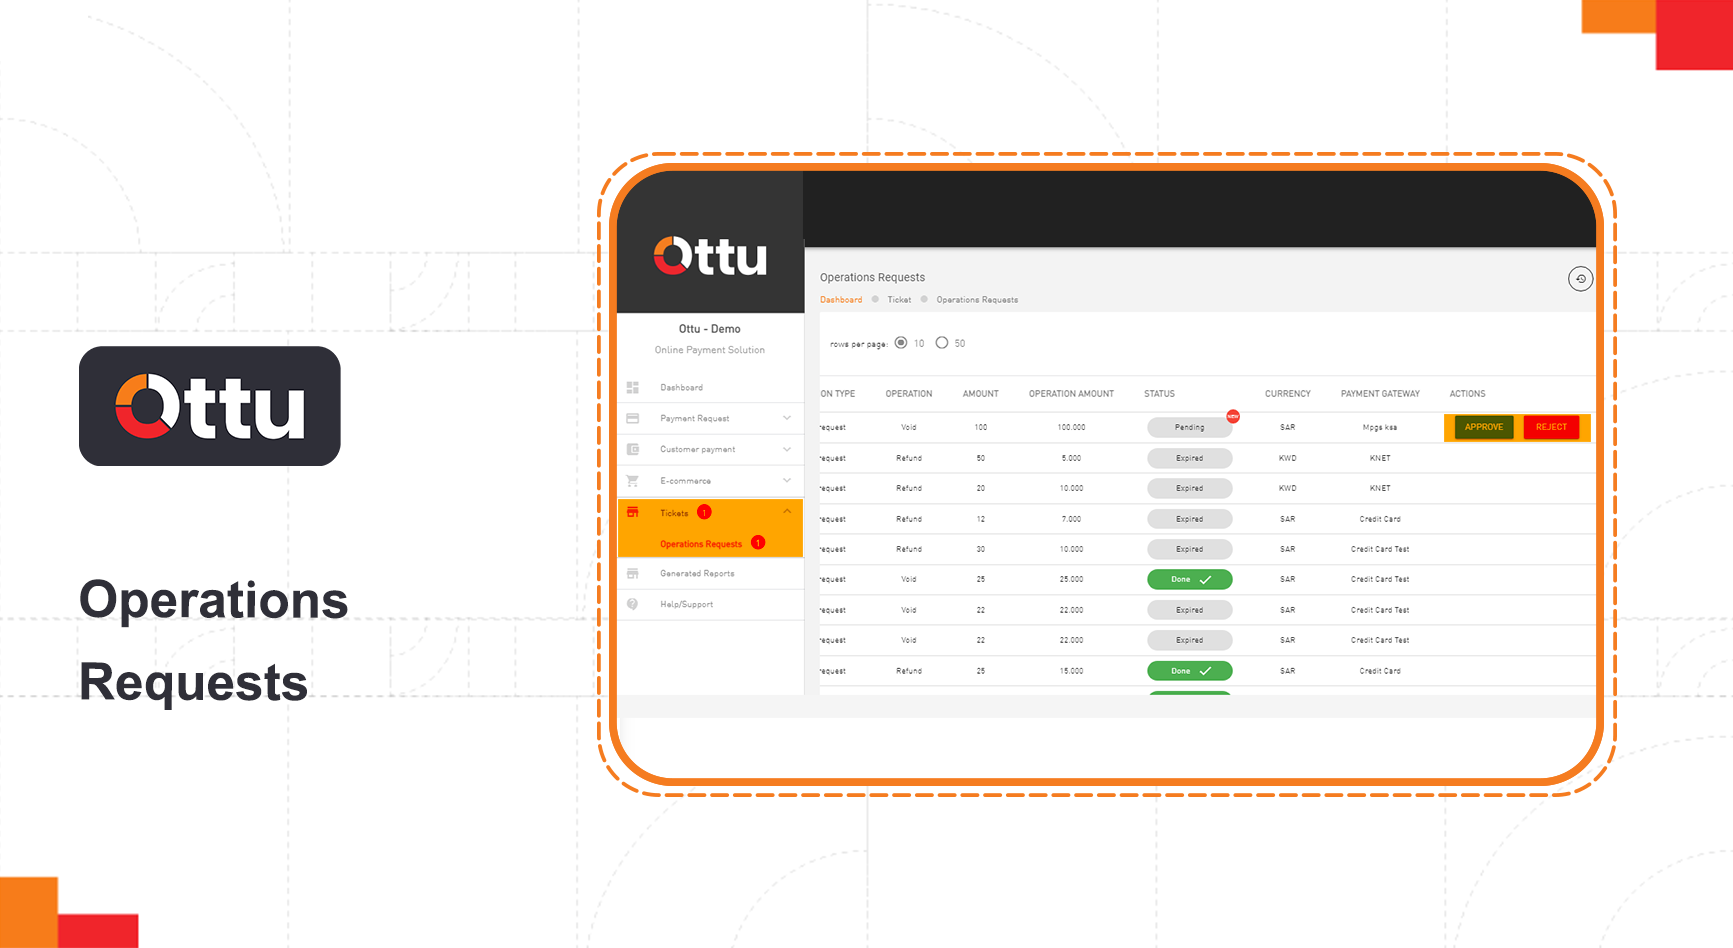 Ottu
Operations
Requests
Ottu
Ottu - Demo
Online Payment Solution
Dashboard
Payment Request
Customer payment
E-commerce
Tickets 1
Operations Requests 1
Generated Reports
Help/Support
Operations Requests
Dashboard Ticket Operations Requests
rows per page: 10 50
ON TYPE OPERATION AMOUNT OPERATION AMOUNT STATUS CURRENCY PAYMENT GATEWAY ACTIONS
NEW
request Void 100 100.000 Pending SAR Mpgs ksa APPROVE REJECT
request Refund 50 5.000 Expired KWD KNET
request Refund 20 10.000 Expired KWD KNET
request Refund 12 7.000 Expired SAR Credit Card
request Refund 30 10.000 Expired SAR Credit Card Test
request Void 25 25.000 Done SAR Credit Card Test
request Void 22 22.000 Expired SAR Credit Card Test
request Void 22 22.000 Expired SAR Credit Card Test
request Refund 25 15.000 Done SAR Credit Card